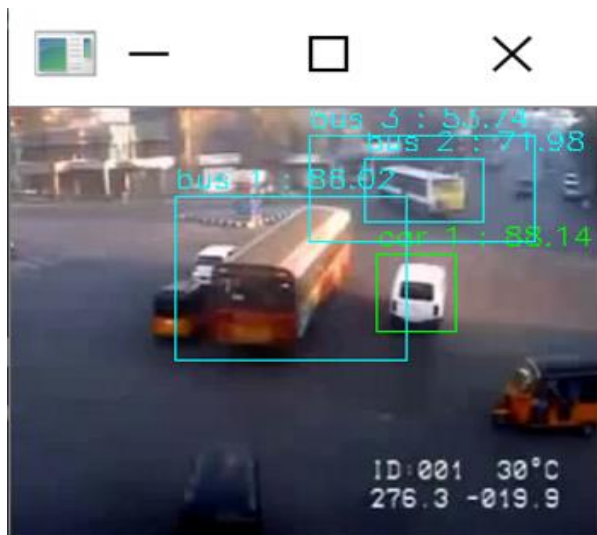 bus 3 : 53.74
bus 2 : 71.98
bus 1 : 88.02
car 1 : 88.14
ID:001 30°C
276.3 -019.9